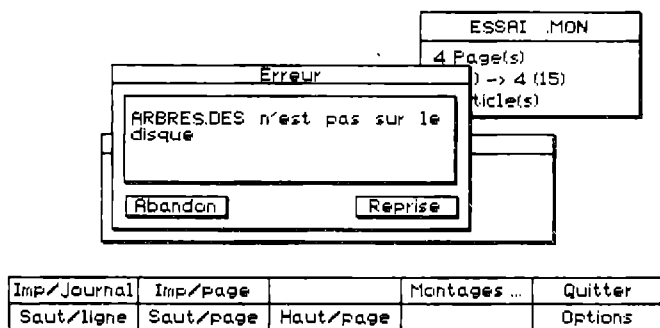 ESSAI .MON
4 Page(s)
) -> 4 (15)
ticle(s)
Erreur
ARBRES.DES n'est pas sur le
disque
Abandon Reprise
Imp/Journal Imp/page Montages ... Quitter
Saut/ligne Saut/page Haut/page Options